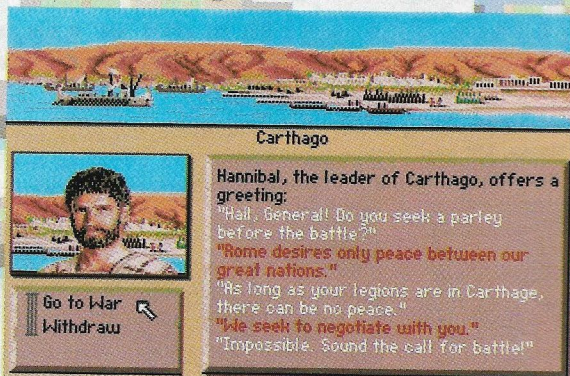 Carthago
Hannibal, the leader of Carthago, offers a
greeting:
"Hail, General! Do you seek a parley
before the battle?"
"Rome desires only peace between our
great nations."
"As long as your legions are in Carthage,
there can be no peace."
"We seek to negotiate with you."
"Impossible. Sound the call for battle!"
Go to War
Withdraw